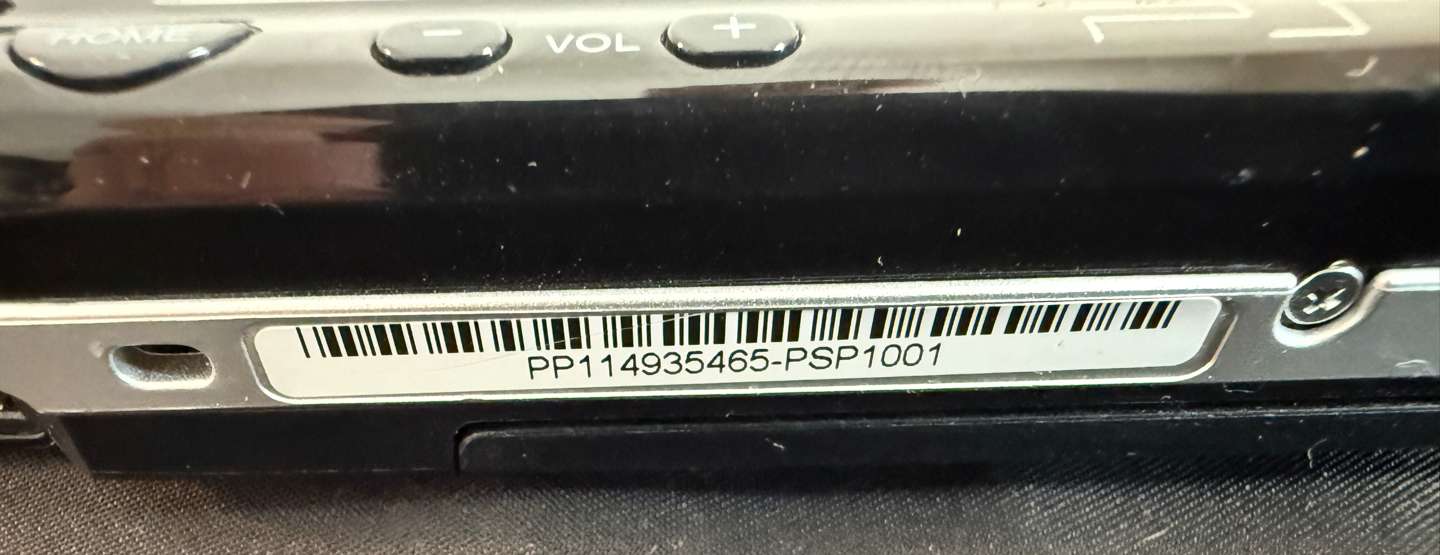 HOME
- VOL +
PP114935465-PSP1001